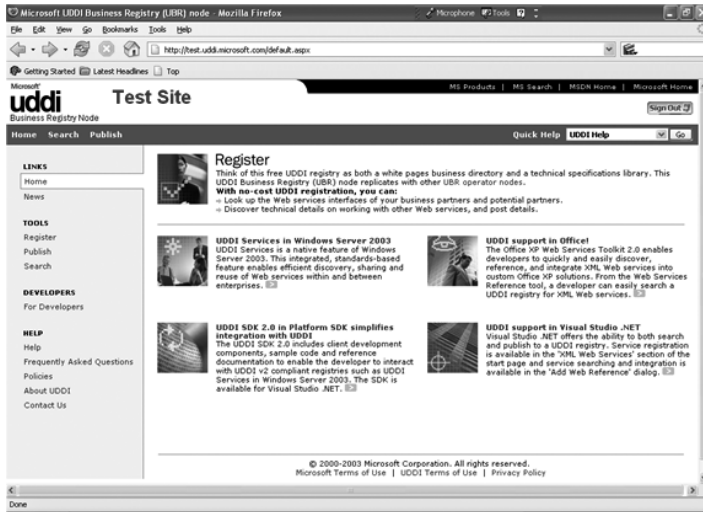 Microsoft UDDI Business Registry (UBR) node - Mozilla Firefox
Microphone Tools
File Edit View Go Bookmarks Tools Help
http://test.uddi.microsoft.com/default.aspx
Getting Started Latest Headlines Top
MS Products | MS Search | MSDN Home | Microsoft Home
Microsoft
uddi
Business Registry Node
Test Site
Sign Out
Home Search Publish
Quick Help UDDI Help Go
LINKS
Home
News
TOOLS
Register
Publish
Search
DEVELOPERS
For Developers
HELP
Help
Frequently Asked Questions
Policies
About UDDI
Contact Us
Register
Think of this free UDDI registry as both a white pages business directory and a technical specifications library. This
UDDI Business Registry (UBR) node replicates with other UBR operator nodes.
With no-cost UDDI registration, you can:
Look up the Web services interfaces of your business partners and potential partners.
Discover technical details on working with other Web services, and post details.
UDDI Services in Windows Server 2003
UDDI Services is a native feature of Windows
Server 2003. This integrated, standards-based
feature enables efficient discovery, sharing and
reuse of Web services within and between
enterprises.
UDDI support in Office!
The Office XP Web Services Toolkit 2.0 enables
developers to quickly and easily discover,
reference, and integrate XML Web services into
custom Office XP solutions. From the Web Services
Reference tool, a developer can easily search a
UDDI registry for XML Web services.
UDDI SDK 2.0 in Platform SDK simplifies
integration with UDDI
The UDDI SDK 2.0 includes client development
components, sample code and reference
documentation to enable the developer to interact
with UDDI v2 compliant registries such as UDDI
Services in Windows Server 2003. The SDK is
available for Visual Studio .NET.
UDDI support in Visual Studio .NET
Visual Studio .NET offers the ability to both search
and publish to a UDDI registry. Service registration
is available in the 'XML Web Services' section of the
start page and service searching and integration is
available in the 'Add Web Reference' dialog.
© 2000-2003 Microsoft Corporation. All rights reserved.
Microsoft Terms of Use | UDDI Terms of Use | Privacy Policy
Done